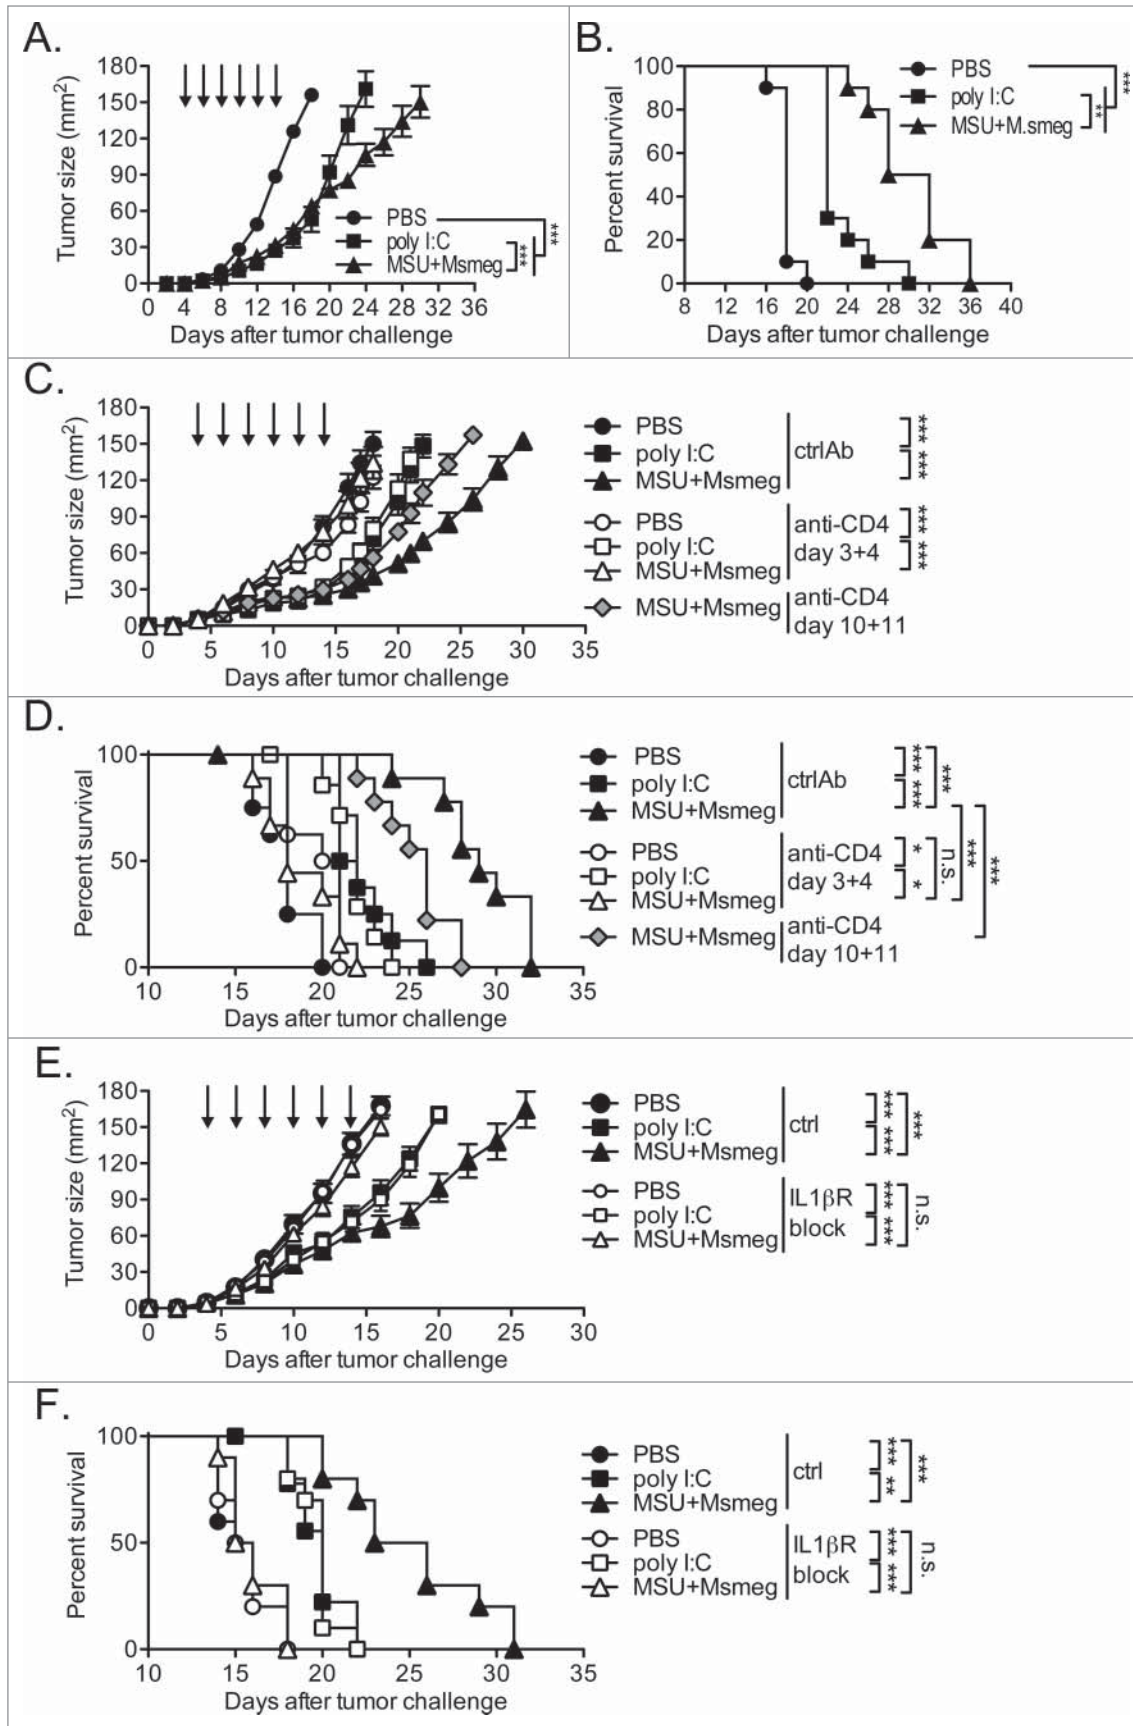 A.
180
150
120
90
60
30
0
Tumor size (mm²)
PBS
poly I:C
MSU+Msmeg
***
***
0 4 8 12 16 20 24 28 32 36
Days after tumor challenge
B.
100
80
60
40
20
0
Percent survival
PBS
poly I:C
MSU+M.smeg
**
***
8 12 16 20 24 28 32 36 40
Days after tumor challenge
C.
180
150
120
90
60
30
0
Tumor size (mm²)
0 5 10 15 20 25 30 35
Days after tumor challenge
PBS
poly I:C
MSU+Msmeg
ctrlAb
*** ***
PBS
poly I:C
MSU+Msmeg
anti-CD4
day 3+4
*** ***
MSU+Msmeg
anti-CD4
day 10+11
D.
100
50
0
Percent survival
10 15 20 25 30 35
Days after tumor challenge
PBS
poly I:C
MSU+Msmeg
ctrlAb
*** ***
***
PBS
poly I:C
MSU+Msmeg
anti-CD4
day 3+4
* *
n.s.
***
***
MSU+Msmeg
anti-CD4
day 10+11
E.
180
150
120
90
60
30
0
Tumor size (mm²)
0 5 10 15 20 25 30
Days after tumor challenge
PBS
poly I:C
MSU+Msmeg
ctrl
*** ***
***
PBS
poly I:C
MSU+Msmeg
IL1βR
block
*** ***
n.s.
F.
100
50
0
Percent survival
10 15 20 25 30 35
Days after tumor challenge
PBS
poly I:C
MSU+Msmeg
ctrl
*** **
***
PBS
poly I:C
MSU+Msmeg
IL1βR
block
*** ***
n.s.